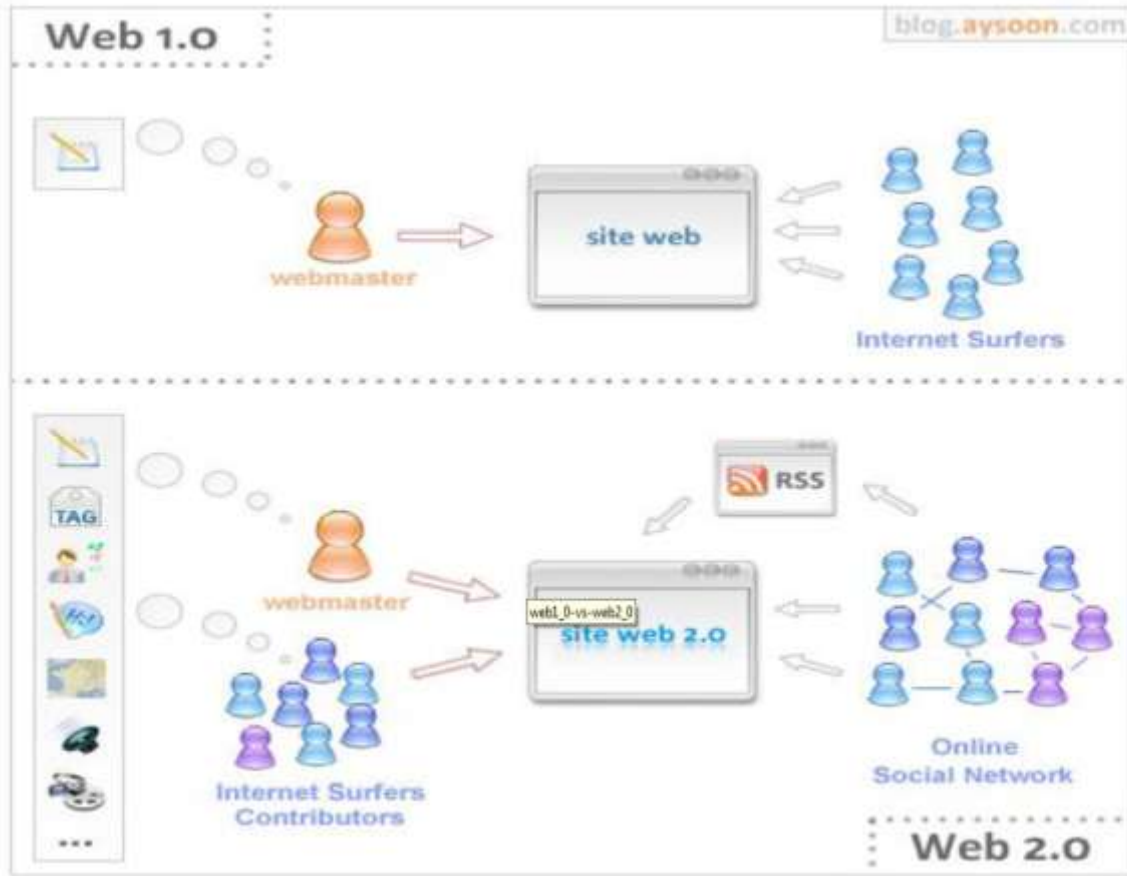 Web 1.0
blog.aysoon.com
webmaster
site web
Internet Surfers
RSS
TAG
webmaster
web1_0-vs-web2_0
site web 2.0
Internet Surfers
Contributors
Online
Social Network
...
Web 2.0